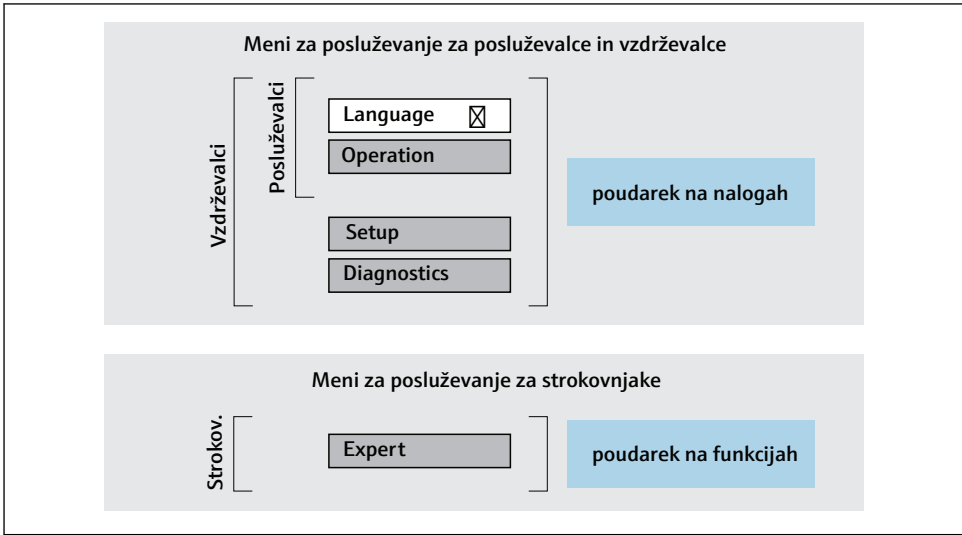 Meni za posluževanje za posluževalce in vzdrževalce
Vzdrževalci
Posluževalci
Language
Operation
Setup
Diagnostics
poudarek na nalogah
Meni za posluževanje za strokovnjake
Strokov.
Expert
poudarek na funkcijah